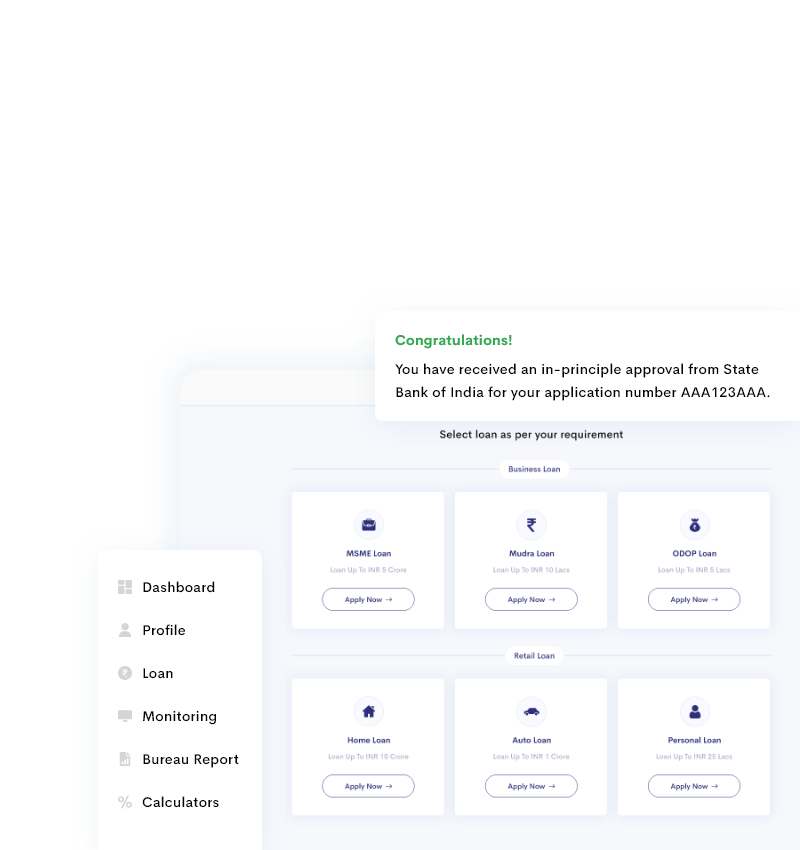 Congratulations!
You have received an in-principle approval from State
Bank of India for your application number AAA123AAA.
Select loan as per your requirement
Business Loan
MSME Loan
Loan Up To INR 5 Crore
Apply Now →
Mudra Loan
Loan Up To INR 10 Lacs
Apply Now →
ODOP Loan
Loan Up To INR 5 Lacs
Apply Now →
Retail Loan
Home Loan
Loan Up To INR 10 Crore
Apply Now →
Auto Loan
Loan Up To INR 1 Crore
Apply Now →
Personal Loan
Loan Up To INR 25 Lacs
Apply Now →
Dashboard
Profile
Loan
Monitoring
Bureau Report
Calculators